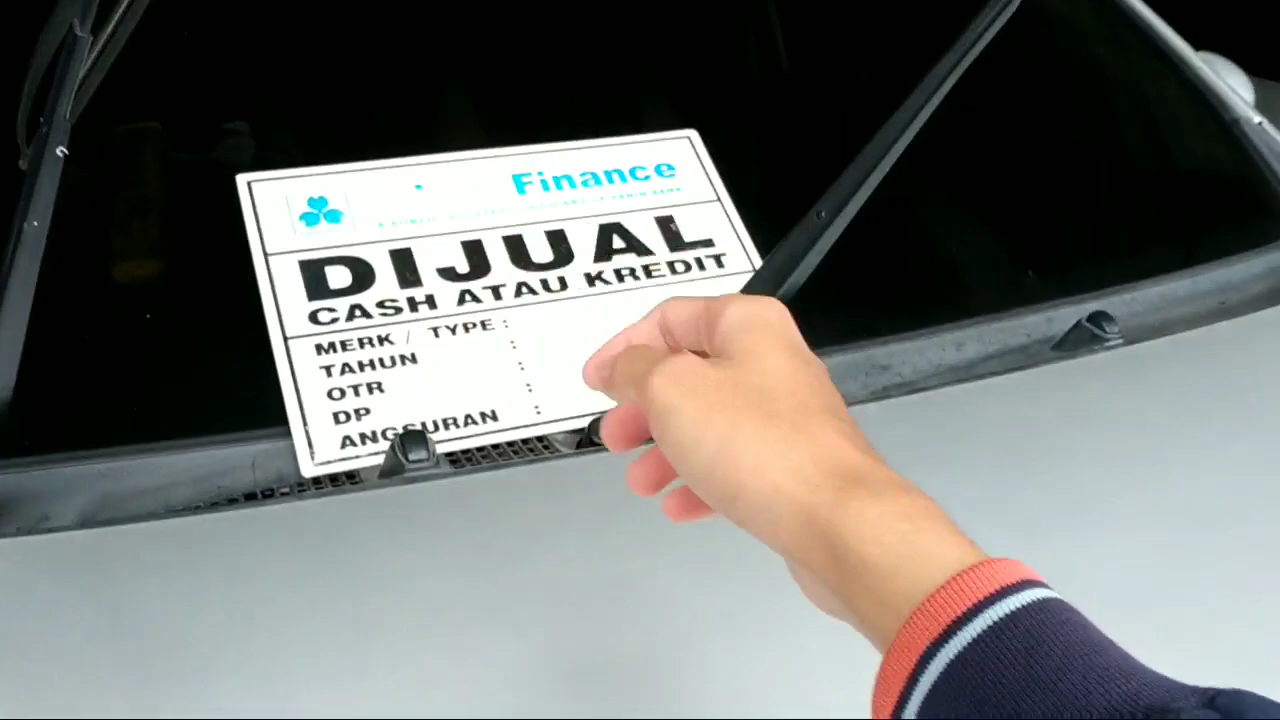 Finance
DIJUAL
CASH ATAU KREDIT
MERK / TYPE :
TAHUN :
OTR :
DP :
ANGSURAN :